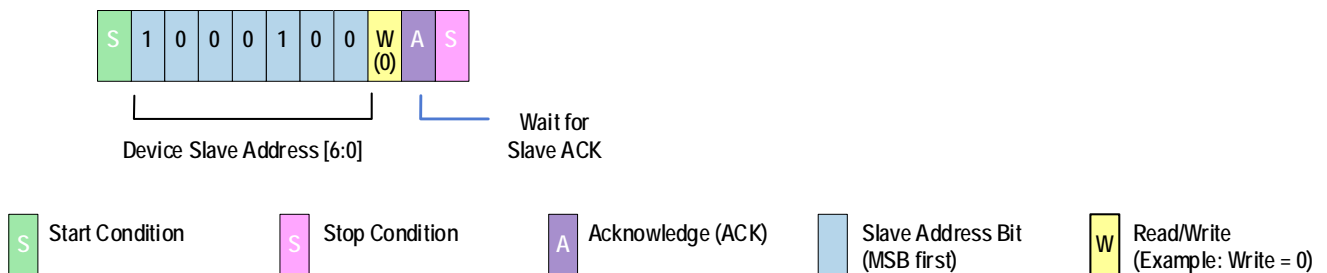 S 1 0 0 0 1 0 0 W A S
(0)
Wait for
Device Slave Address [6:0]
Slave ACK
S Start Condition
S Stop Condition
A Acknowledge (ACK)
Slave Address Bit
(MSB first)
W Read/Write
(Example: Write = 0)